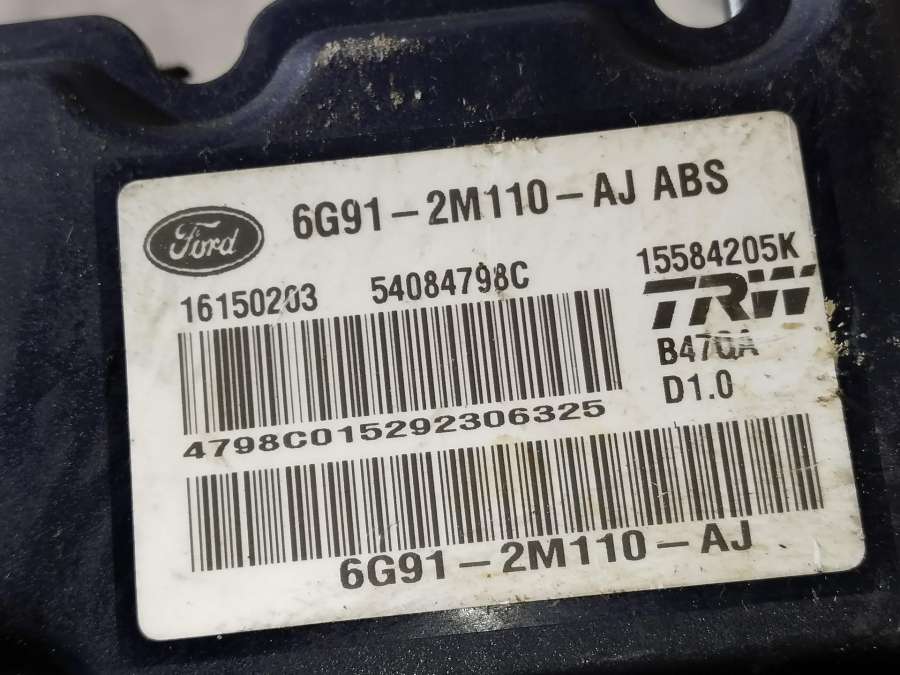 Ford
6G91-2M110-AJ ABS
16150203 54084798C 15584205K
TRW
B47QA
D1.0
4798C015292306325
6G91-2M110-AJ